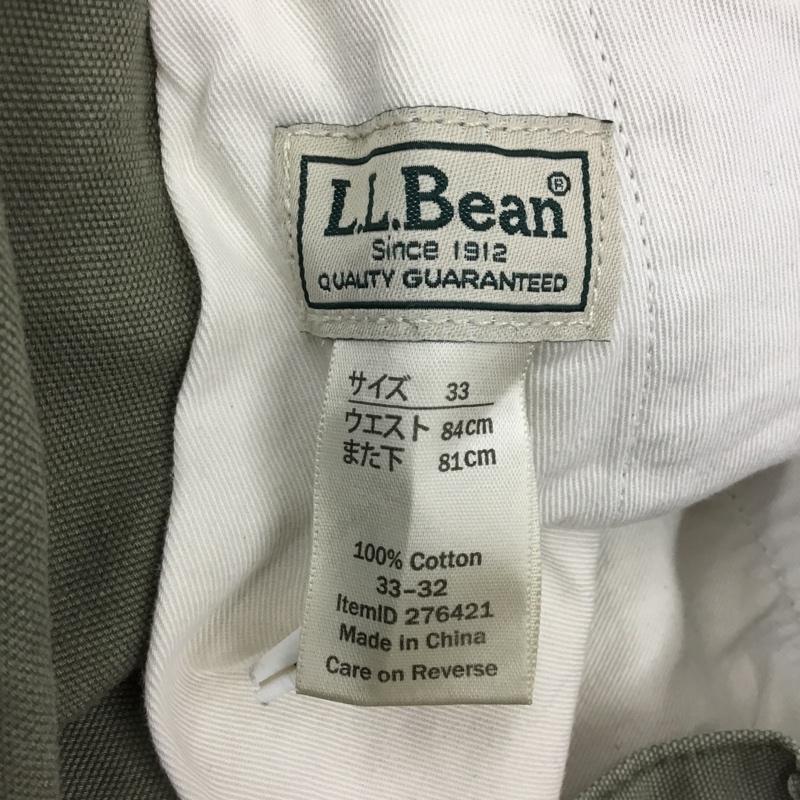 L.L.Bean®
Since 1912
QUALITY GUARANTEED
サイズ 33
ウエスト 84cm
また下 81cm
100% Cotton
33-32
ItemID 276421
Made in China
Care on Reverse